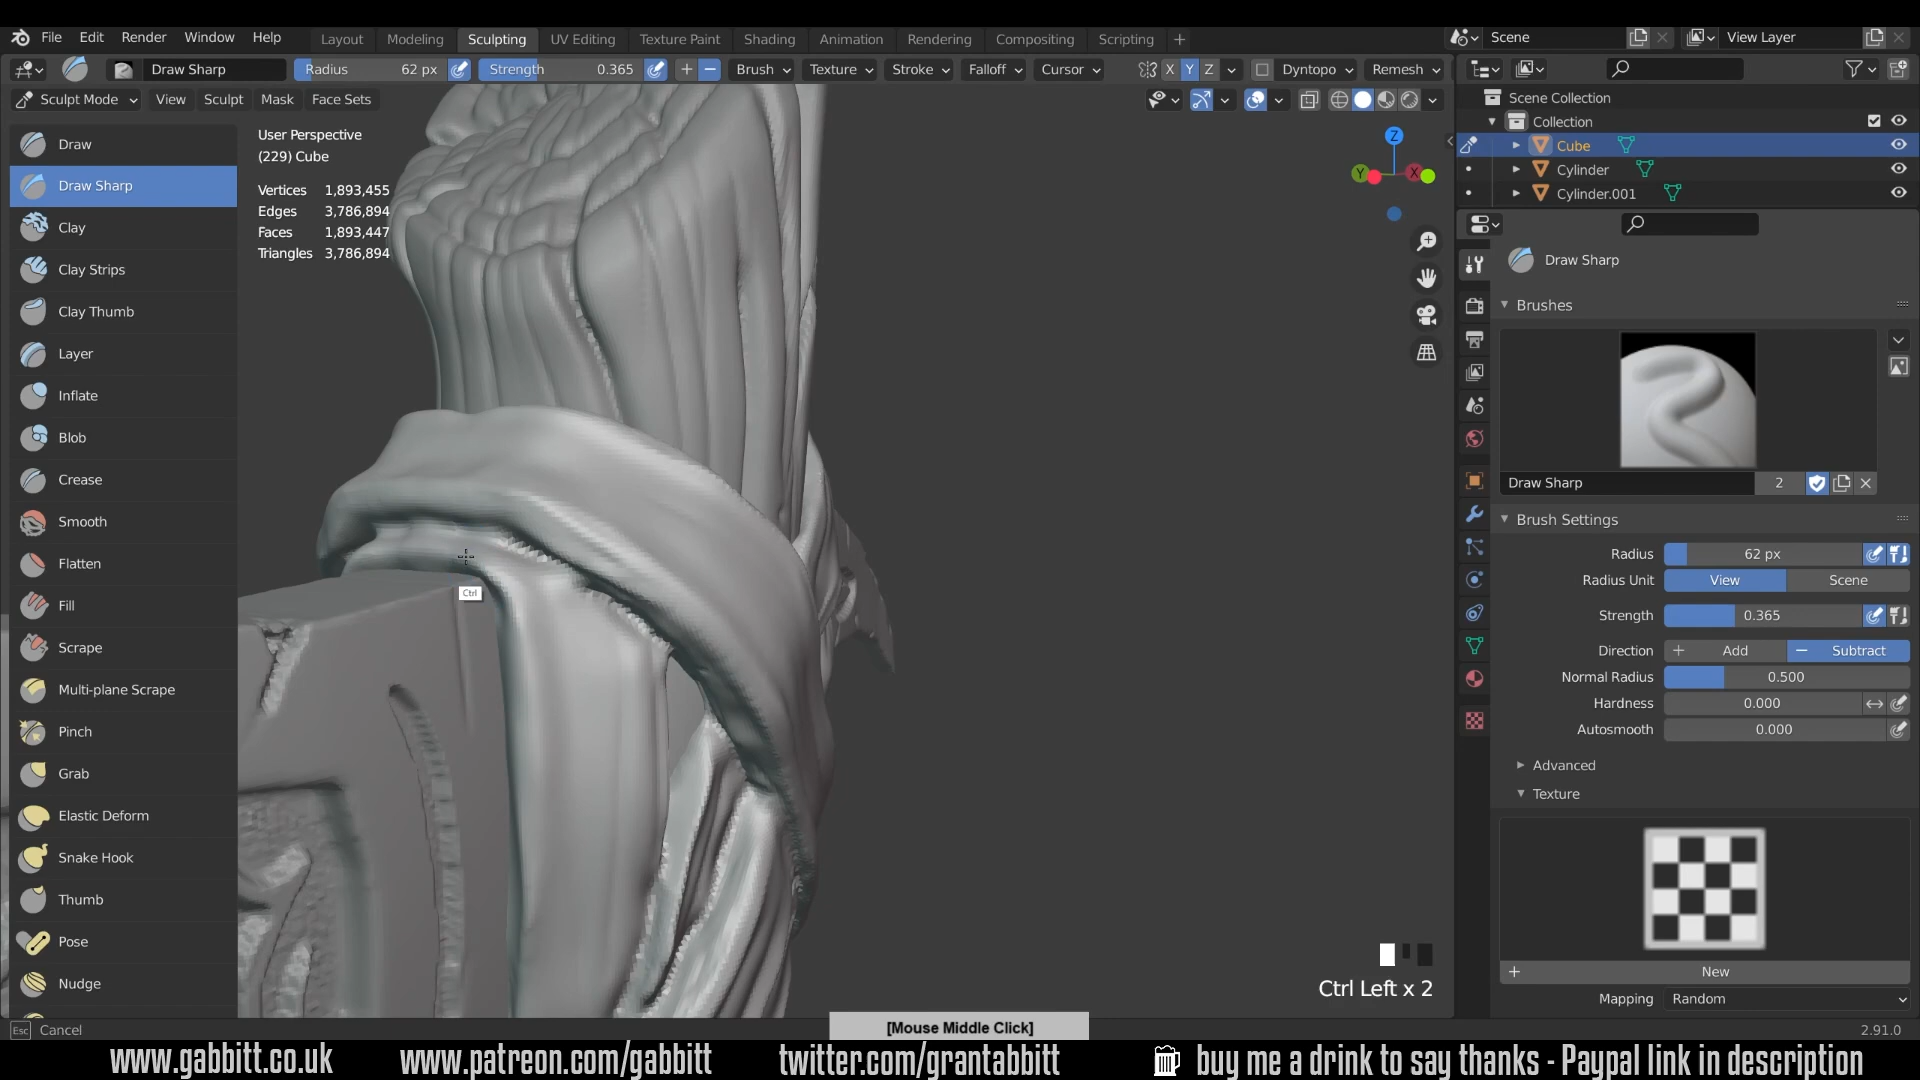 File Edit Render Window Help
Layout Modeling Sculpting UV Editing Texture Paint Shading Animation Rendering Compositing Scripting
Scene View Layer
Draw Sharp Radius 62 px Strength 0.365 Brush Texture Stroke Falloff Cursor X Y Z Dyntopo Remesh
Sculpt Mode View Sculpt Mask Face Sets
Draw
Draw Sharp
Clay
Clay Strips
Clay Thumb
Layer
Inflate
Blob
Crease
Smooth
Flatten
Fill
Scrape
Multi-plane Scrape
Pinch
Grab
Elastic Deform
Snake Hook
Thumb
Pose
Nudge
User Perspective
(229) Cube
Vertices 1,893,455
Edges 3,786,894
Faces 1,893,447
Triangles 3,786,894
Z
Y X
Ctrl
Ctrl Left x 2
Scene Collection
Collection
Cube
Cylinder
Cylinder.001
Draw Sharp
Brushes
Draw Sharp 2
Brush Settings
Radius 62 px
Radius Unit View Scene
Strength 0.365
Direction Add Subtract
Normal Radius 0.500
Hardness 0.000
Autosmooth 0.000
Advanced
Texture
New
Mapping Random
Esc Cancel
[Mouse Middle Click]
2.91.0
www.gabbitt.co.uk www.patreon.com/gabbitt twitter.com/grantabbitt buy me a drink to say thanks - Paypal link in description